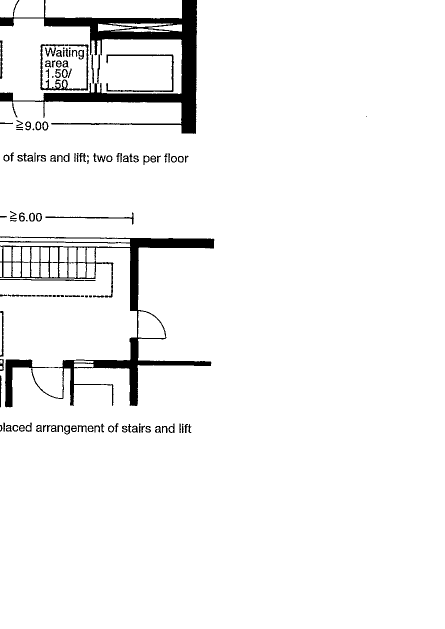 Waiting
area
1.50/
1.50
≧9.00
of stairs and lift; two flats per floor
≧6.00
placed arrangement of stairs and lift